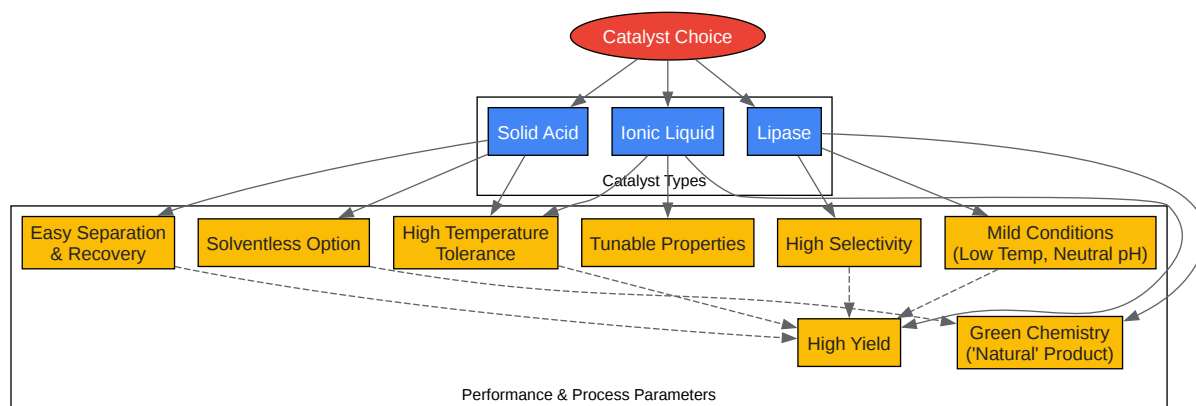 Catalyst Choice
Solid Acid
Ionic Liquid
Lipase
Catalyst Types
Easy Separation
& Recovery
Solventless Option
High Temperature
Tolerance
Tunable Properties
High Selectivity
Mild Conditions
(Low Temp, Neutral pH)
High Yield
Green Chemistry
('Natural' Product)
Performance & Process Parameters